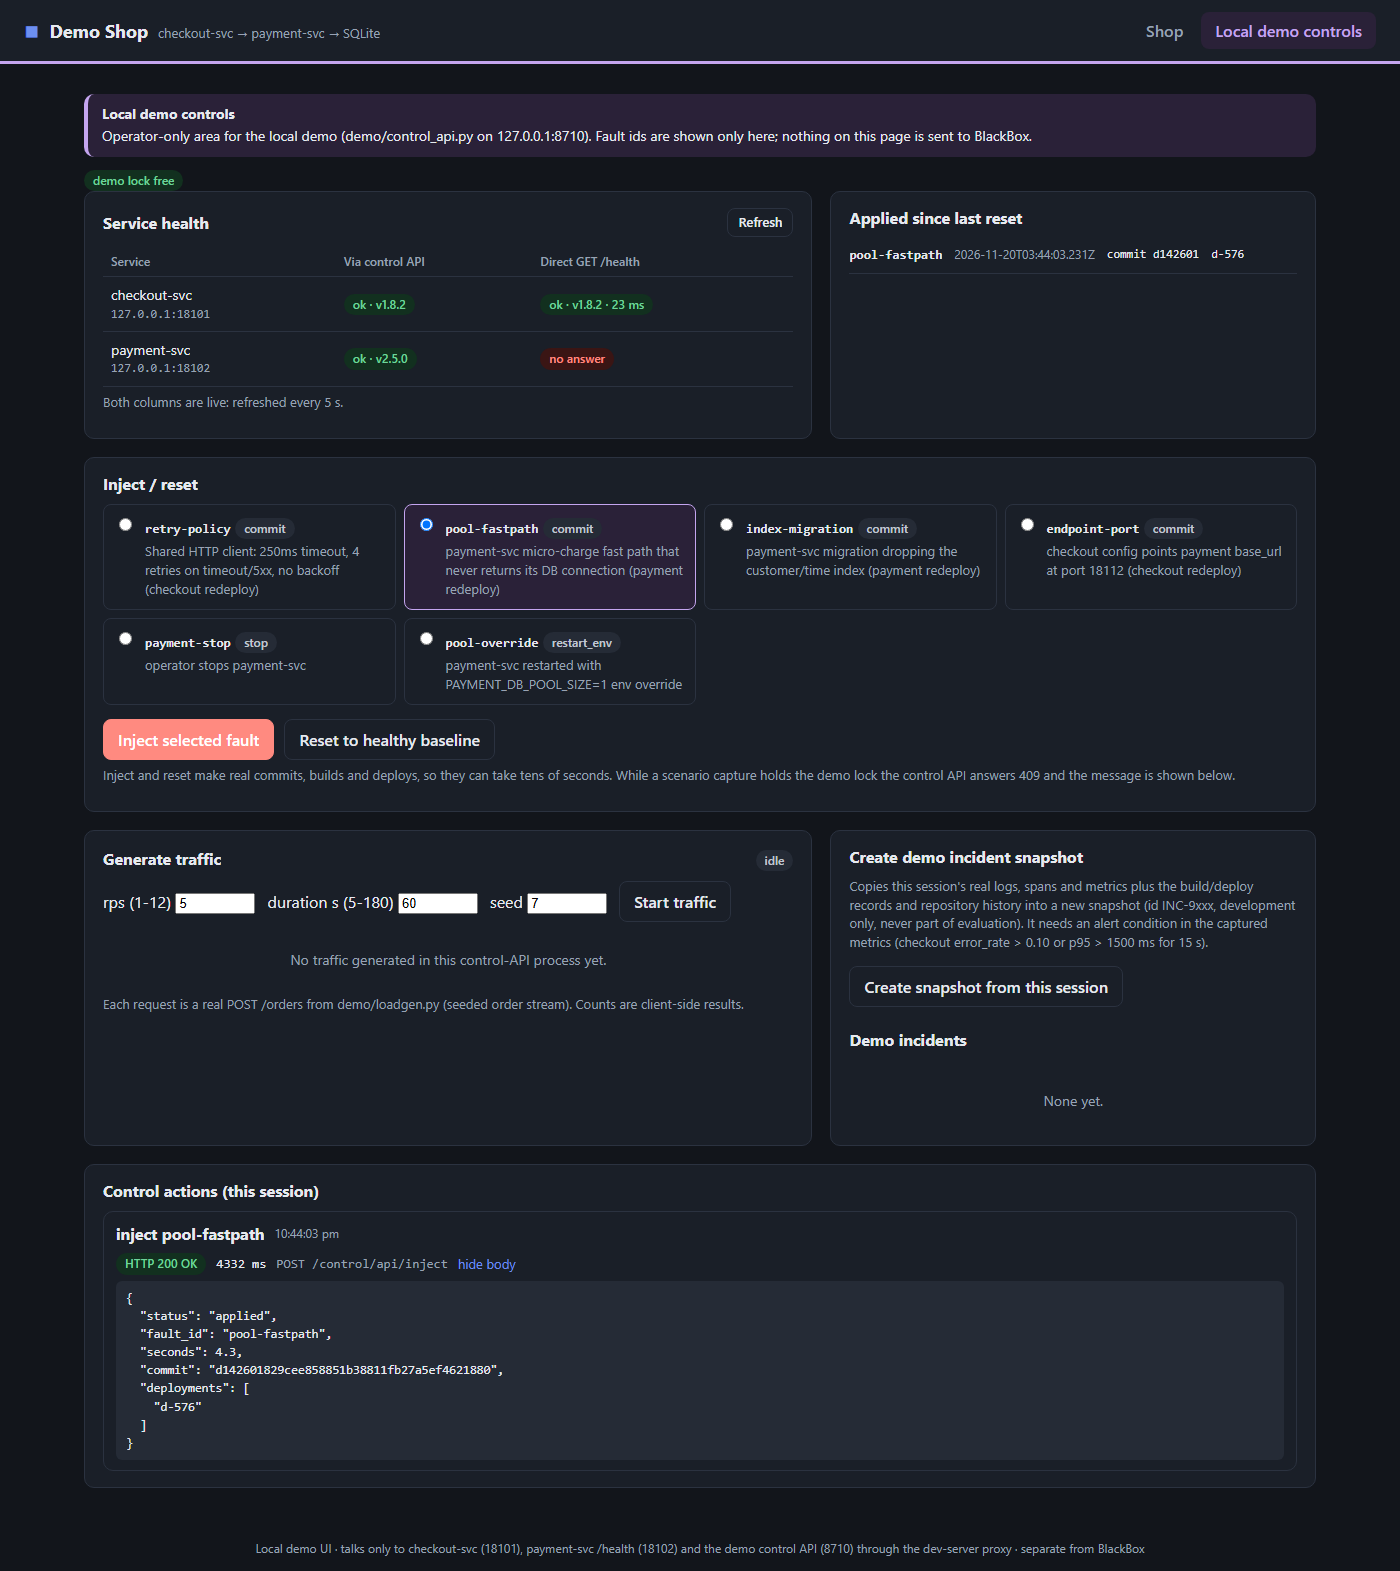 Demo Shop checkout-svc → payment-svc → SQLite
Shop Local demo controls
Local demo controls
Operator-only area for the local demo (demo/control_api.py on 127.0.0.1:8710). Fault ids are shown only here; nothing on this page is sent to BlackBox.
demo lock free
Service health Refresh
Service Via control API Direct GET /health
checkout-svc
127.0.0.1:18101
ok · v1.8.2
ok · v1.8.2 · 23 ms
payment-svc
127.0.0.1:18102
ok · v2.5.0
no answer
Both columns are live: refreshed every 5 s.
Applied since last reset
pool-fastpath 2026-11-20T03:44:03.231Z commit d142601 d-576
Inject / reset
retry-policy commit
Shared HTTP client: 250ms timeout, 4
retries on timeout/5xx, no backoff
(checkout redeploy)
pool-fastpath commit
payment-svc micro-charge fast path that
never returns its DB connection (payment
redeploy)
index-migration commit
payment-svc migration dropping the
customer/time index (payment redeploy)
endpoint-port commit
checkout config points payment base_url
at port 18112 (checkout redeploy)
payment-stop stop
operator stops payment-svc
pool-override restart_env
payment-svc restarted with
PAYMENT_DB_POOL_SIZE=1 env override
Inject selected fault
Reset to healthy baseline
Inject and reset make real commits, builds and deploys, so they can take tens of seconds. While a scenario capture holds the demo lock the control API answers 409 and the message is shown below.
Generate traffic idle
rps (1-12) 5 duration s (5-180) 60 seed 7 Start traffic
No traffic generated in this control-API process yet.
Each request is a real POST /orders from demo/loadgen.py (seeded order stream). Counts are client-side results.
Create demo incident snapshot
Copies this session's real logs, spans and metrics plus the build/deploy
records and repository history into a new snapshot (id INC-9xxx, development
only, never part of evaluation). It needs an alert condition in the captured
metrics (checkout error_rate > 0.10 or p95 > 1500 ms for 15 s).
Create snapshot from this session
Demo incidents
None yet.
Control actions (this session)
inject pool-fastpath 10:44:03 pm
HTTP 200 OK 4332 ms POST /control/api/inject hide body
{
"status": "applied",
"fault_id": "pool-fastpath",
"seconds": 4.3,
"commit": "d142601829cee858851b38811fb27a5ef4621880",
"deployments": [
"d-576"
]
}
Local demo UI · talks only to checkout-svc (18101), payment-svc /health (18102) and the demo control API (8710) through the dev-server proxy · separate from BlackBox